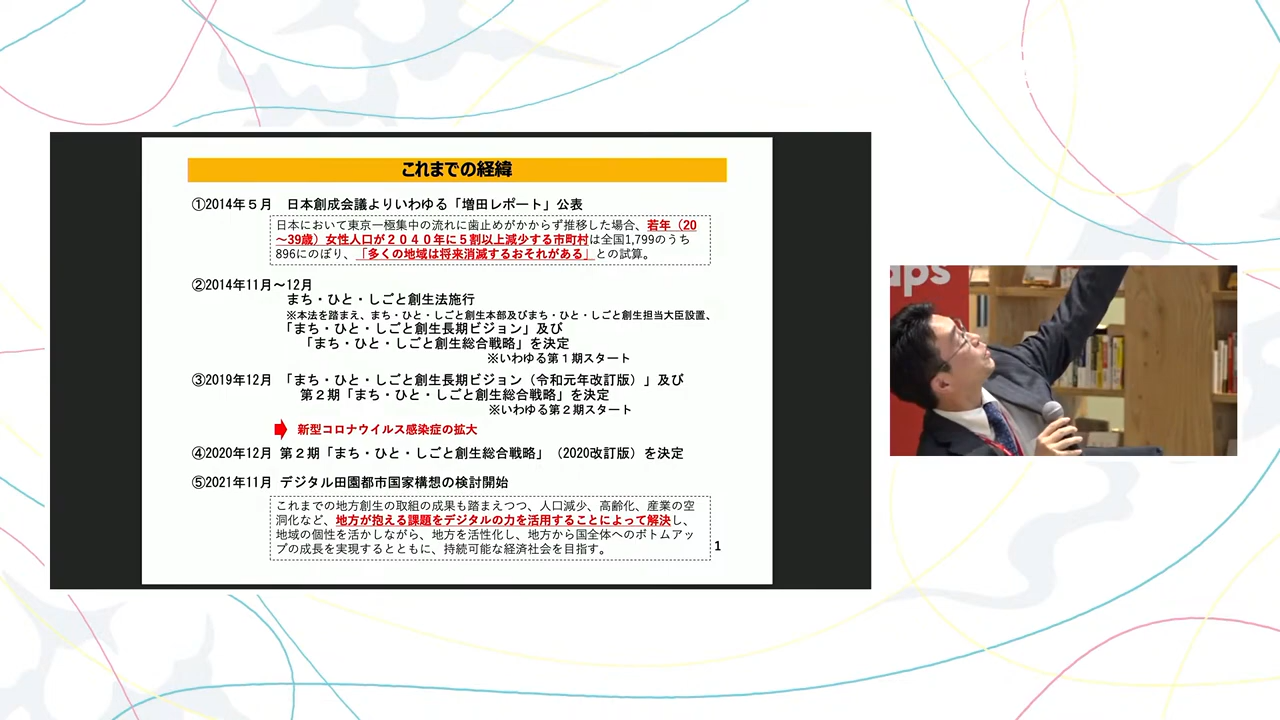 これまでの経緯
①2014年５月 日本創成会議よりいわゆる「増田レポート」公表
日本において東京一極集中の流れに歯止めがかからず推移した場合、若年（20
～39歳）女性人口が２０４０年に５割以上減少する市町村は全国1,799のうち
896にのぼり、「多くの地域は将来消滅するおそれがある」との試算。
②2014年11月～12月
まち・ひと・しごと創生法施行
※本法を踏まえ、まち・ひと・しごと創生本部及びまち・ひと・しごと創生担当大臣設置、
「まち・ひと・しごと創生長期ビジョン」及び
「まち・ひと・しごと創生総合戦略」を決定
※いわゆる第１期スタート
③2019年12月 「まち・ひと・しごと創生長期ビジョン（令和元年改訂版）」及び
第２期「まち・ひと・しごと創生総合戦略」を決定
※いわゆる第２期スタート
新型コロナウイルス感染症の拡大
④2020年12月 第２期「まち・ひと・しごと創生総合戦略」（2020改訂版）を決定
⑤2021年11月 デジタル田園都市国家構想の検討開始
これまでの地方創生の取組の成果も踏まえつつ、人口減少、高齢化、産業の空
洞化など、地方が抱える課題をデジタルの力を活用することによって解決し、
地域の個性を活かしながら、地方を活性化し、地方から国全体へのボトムアッ
プの成長を実現するとともに、持続可能な経済社会を目指す。
1
aps